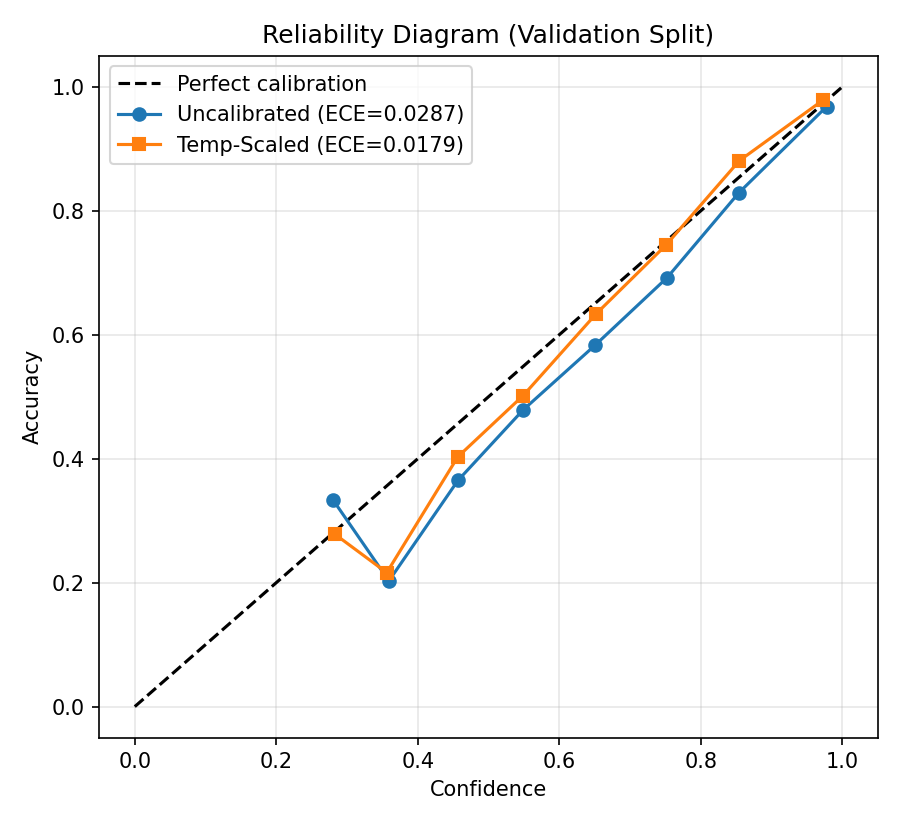 Reliability Diagram (Validation Split)
Perfect calibration
Uncalibrated (ECE=0.0287)
Temp-Scaled (ECE=0.0179)
1.0
0.8
0.6
0.4
0.2
0.0
Accuracy
0.0 0.2 0.4 0.6 0.8 1.0
Confidence